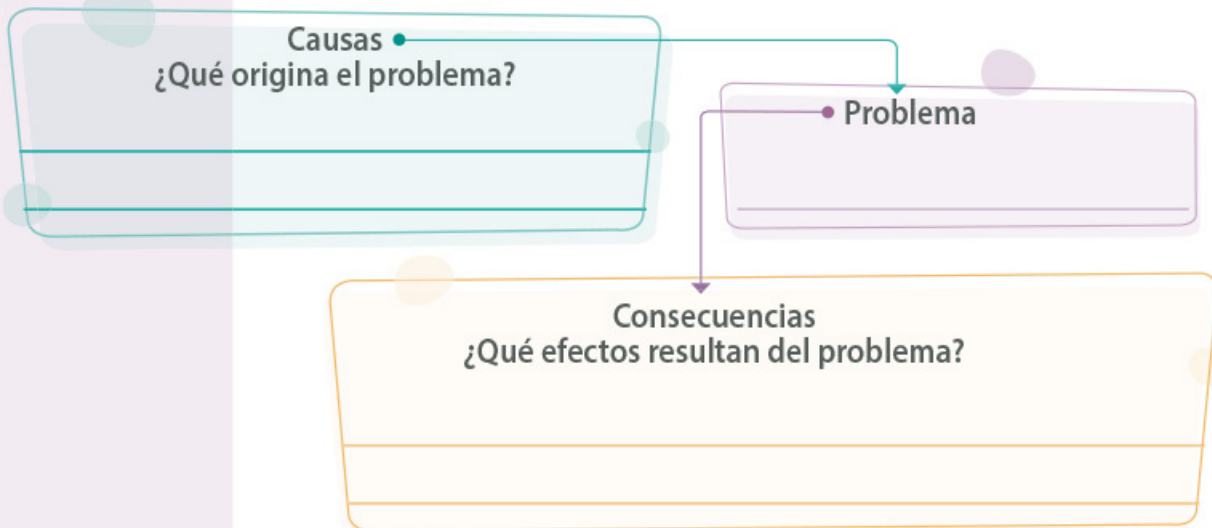 Causas
¿Qué origina el problema?
Problema
Consecuencias
¿Qué efectos resultan del problema?